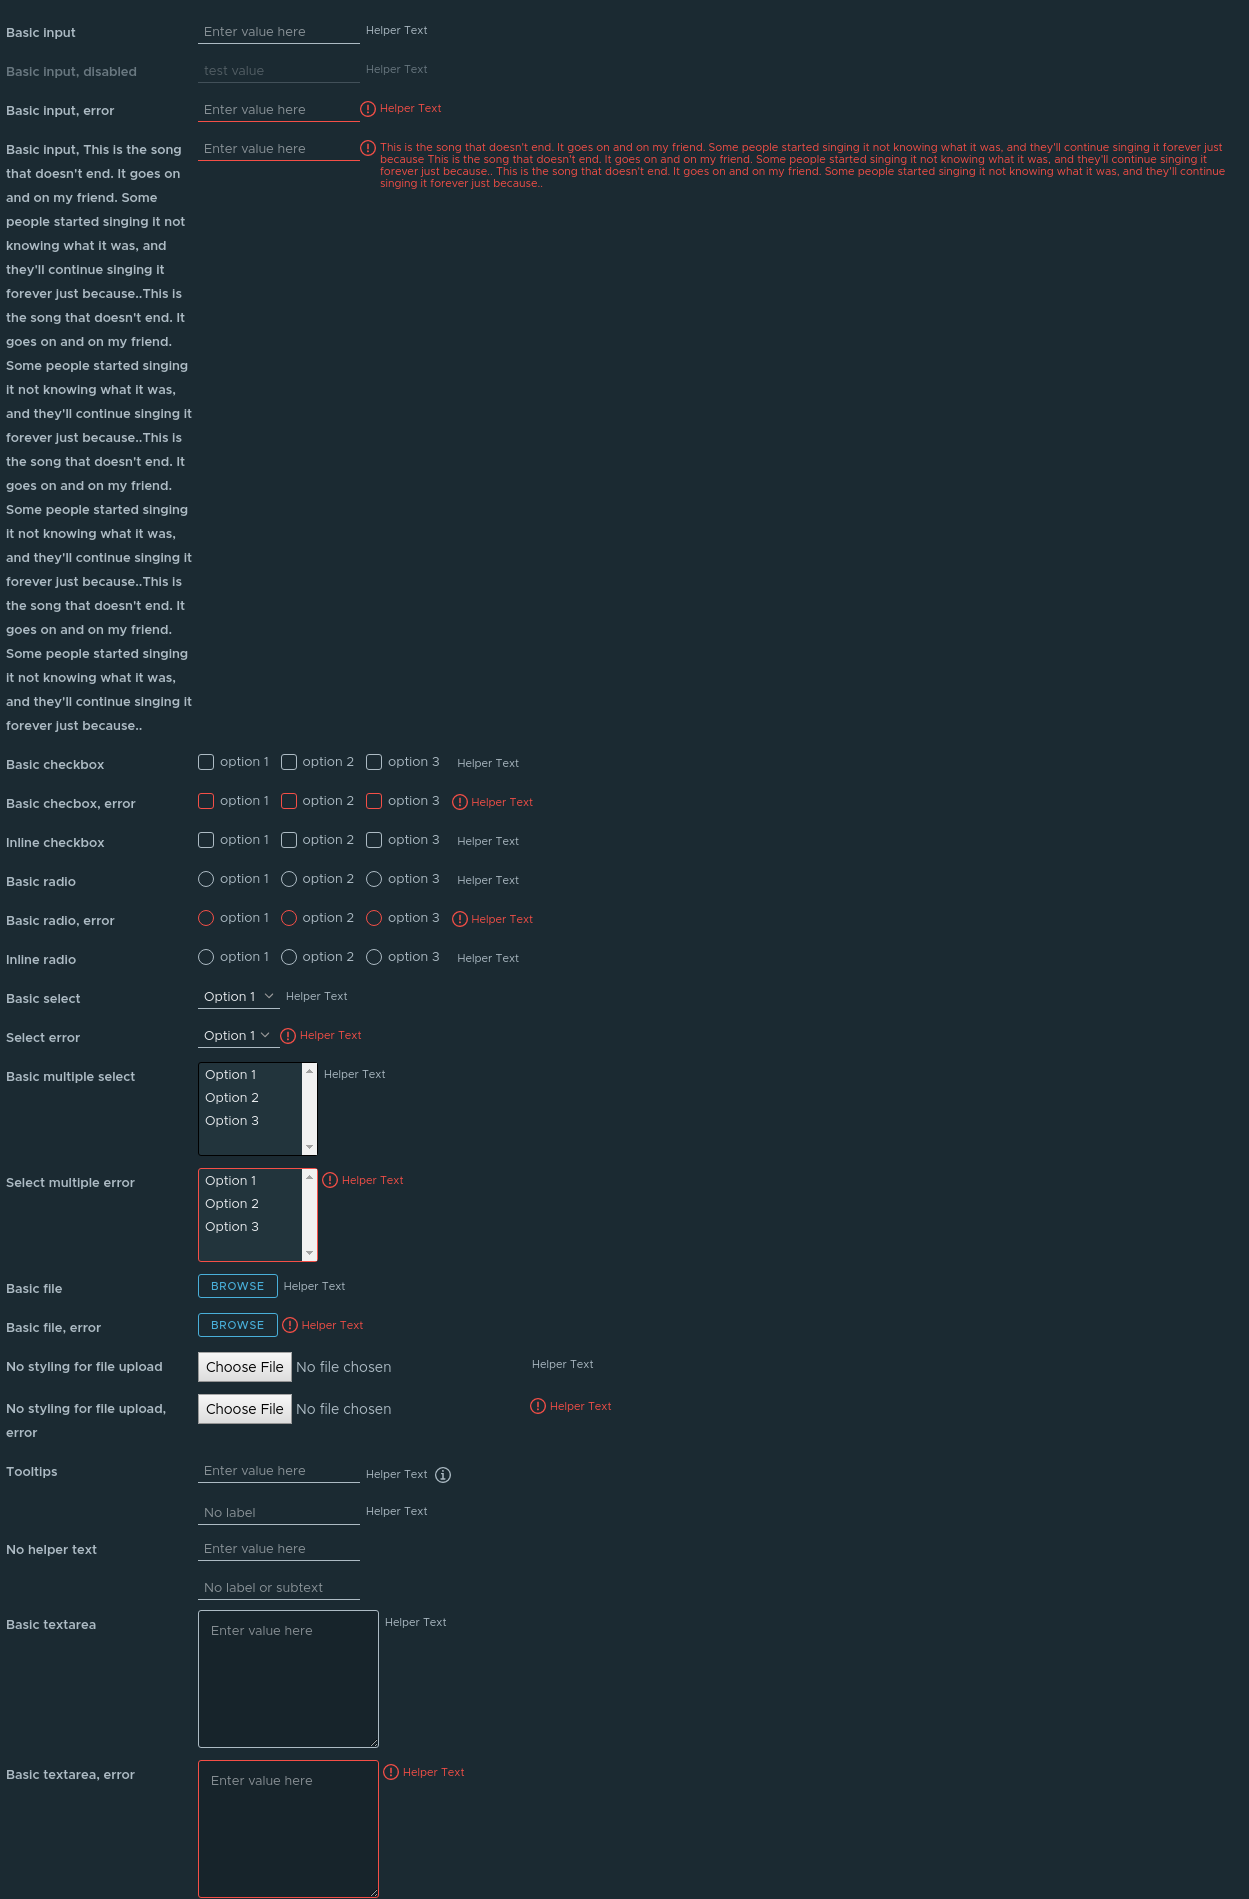 Basic input
Enter value here
Helper Text
Basic input, disabled
test value
Helper Text
Basic input, error
Enter value here
Helper Text
Basic input, This is the song
that doesn't end. It goes on
and on my friend. Some
people started singing it not
knowing what it was, and
they'll continue singing it
forever just because..This is
the song that doesn't end. It
goes on and on my friend.
Some people started singing
it not knowing what it was,
and they'll continue singing it
forever just because..This is
the song that doesn't end. It
goes on and on my friend.
Some people started singing
it not knowing what it was,
and they'll continue singing it
forever just because..This is
the song that doesn't end. It
goes on and on my friend.
Some people started singing
it not knowing what it was,
and they'll continue singing it
forever just because..
Enter value here
This is the song that doesn't end. It goes on and on my friend. Some people started singing it not knowing what it was, and they'll continue singing it forever just
because This is the song that doesn't end. It goes on and on my friend. Some people started singing it not knowing what it was, and they'll continue singing it
forever just because.. This is the song that doesn't end. It goes on and on my friend. Some people started singing it not knowing what it was, and they'll continue
singing it forever just because..
Basic checkbox
option 1 option 2 option 3
Helper Text
Basic checbox, error
option 1 option 2 option 3
Helper Text
Inline checkbox
option 1 option 2 option 3
Helper Text
Basic radio
option 1 option 2 option 3
Helper Text
Basic radio, error
option 1 option 2 option 3
Helper Text
Inline radio
option 1 option 2 option 3
Helper Text
Basic select
Option 1
Helper Text
Select error
Option 1
Helper Text
Basic multiple select
Option 1
Option 2
Option 3
Helper Text
Select multiple error
Option 1
Option 2
Option 3
Helper Text
Basic file
BROWSE
Helper Text
Basic file, error
BROWSE
Helper Text
No styling for file upload
Choose File No file chosen
Helper Text
No styling for file upload,
error
Choose File No file chosen
Helper Text
Tooltips
Enter value here
Helper Text
No label
Helper Text
No helper text
Enter value here
No label or subtext
Basic textarea
Enter value here
Helper Text
Basic textarea, error
Enter value here
Helper Text